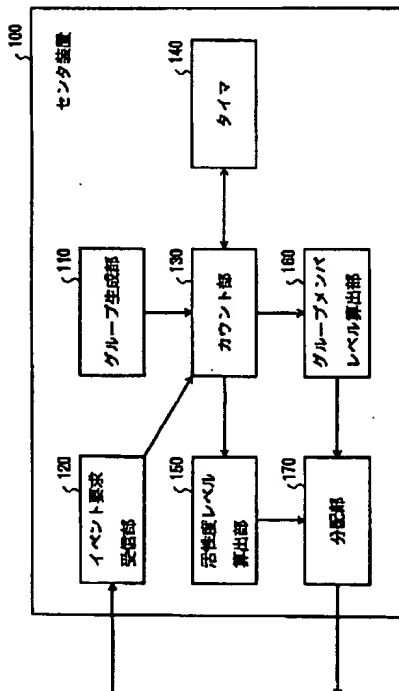 100
センタ装置
110
グループ生成部
120
イベント要求
受信部
130
カウント部
140
タイマ
150
活性度レベル
算出部
160
グループメンバ
レベル算出部
170
分配部